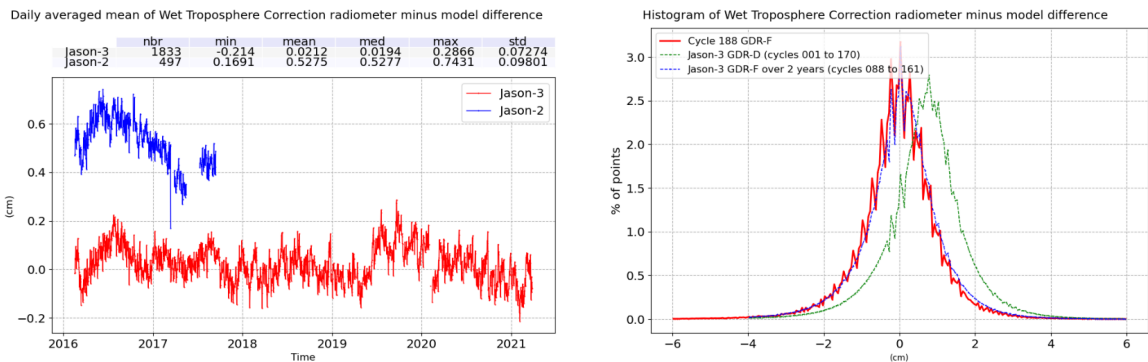 Daily averaged mean of Wet Troposphere Correction radiometer minus model difference
nbr min mean med max std
Jason-3 1833 -0.214 0.0212 0.0194 0.2866 0.07274
Jason-2 497 0.1691 0.5275 0.5277 0.7431 0.09801
Jason-3
Jason-2
0.6
0.4
0.2
0.0
−0.2
(cm)
2016 2017 2018 2019 2020 2021
Time
Histogram of Wet Troposphere Correction radiometer minus model difference
Cycle 188 GDR-F
Jason-3 GDR-D (cycles 001 to 170)
Jason-3 GDR-F over 2 years (cycles 088 to 161)
3.0
2.5
2.0
1.5
1.0
0.5
0.0
% of points
−6 −4 −2 0 2 4 6
(cm)